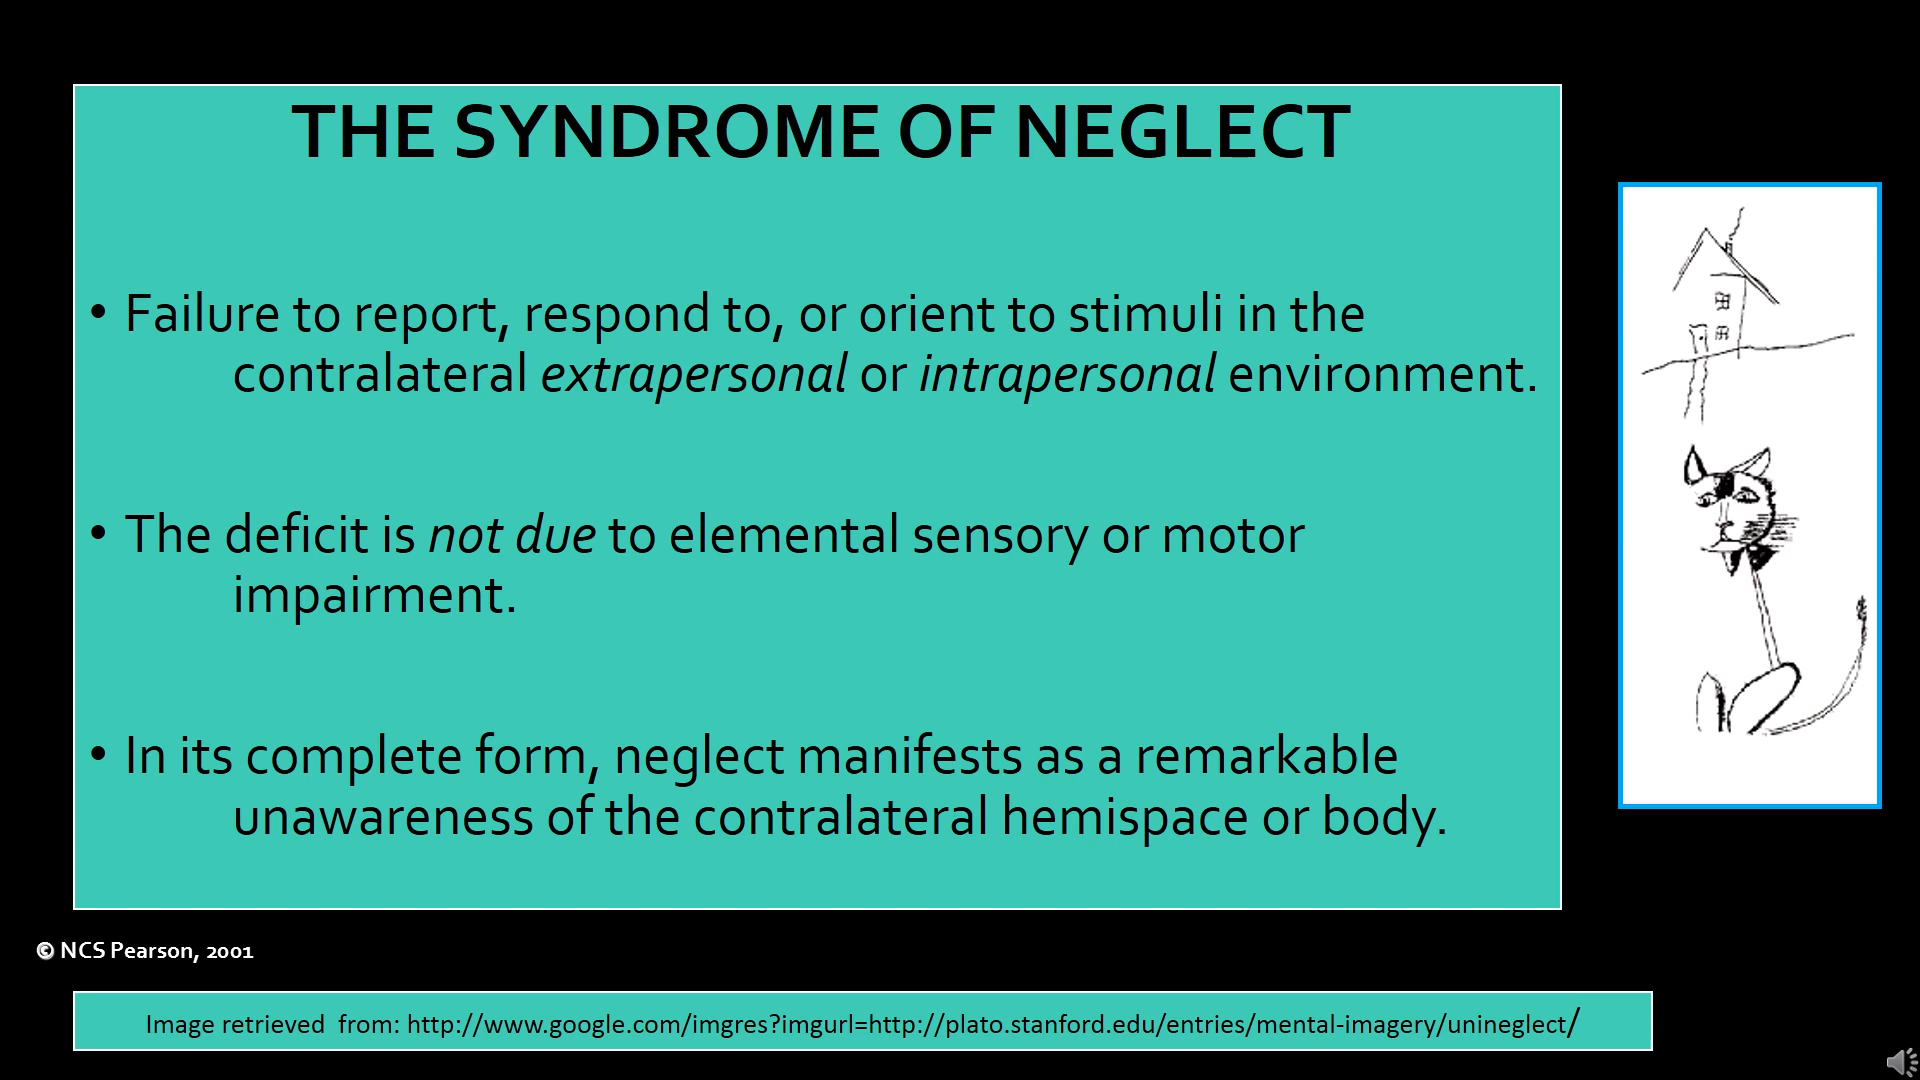 THE SYNDROME OF NEGLECT
• Failure to report, respond to, or orient to stimuli in the
contralateral extrapersonal or intrapersonal environment.
• The deficit is not due to elemental sensory or motor
impairment.
• In its complete form, neglect manifests as a remarkable
unawareness of the contralateral hemispace or body.
© NCS Pearson, 2001
Image retrieved  from: http://www.google.com/imgres?imgurl=http://plato.stanford.edu/entries/mental-imagery/unineglect/